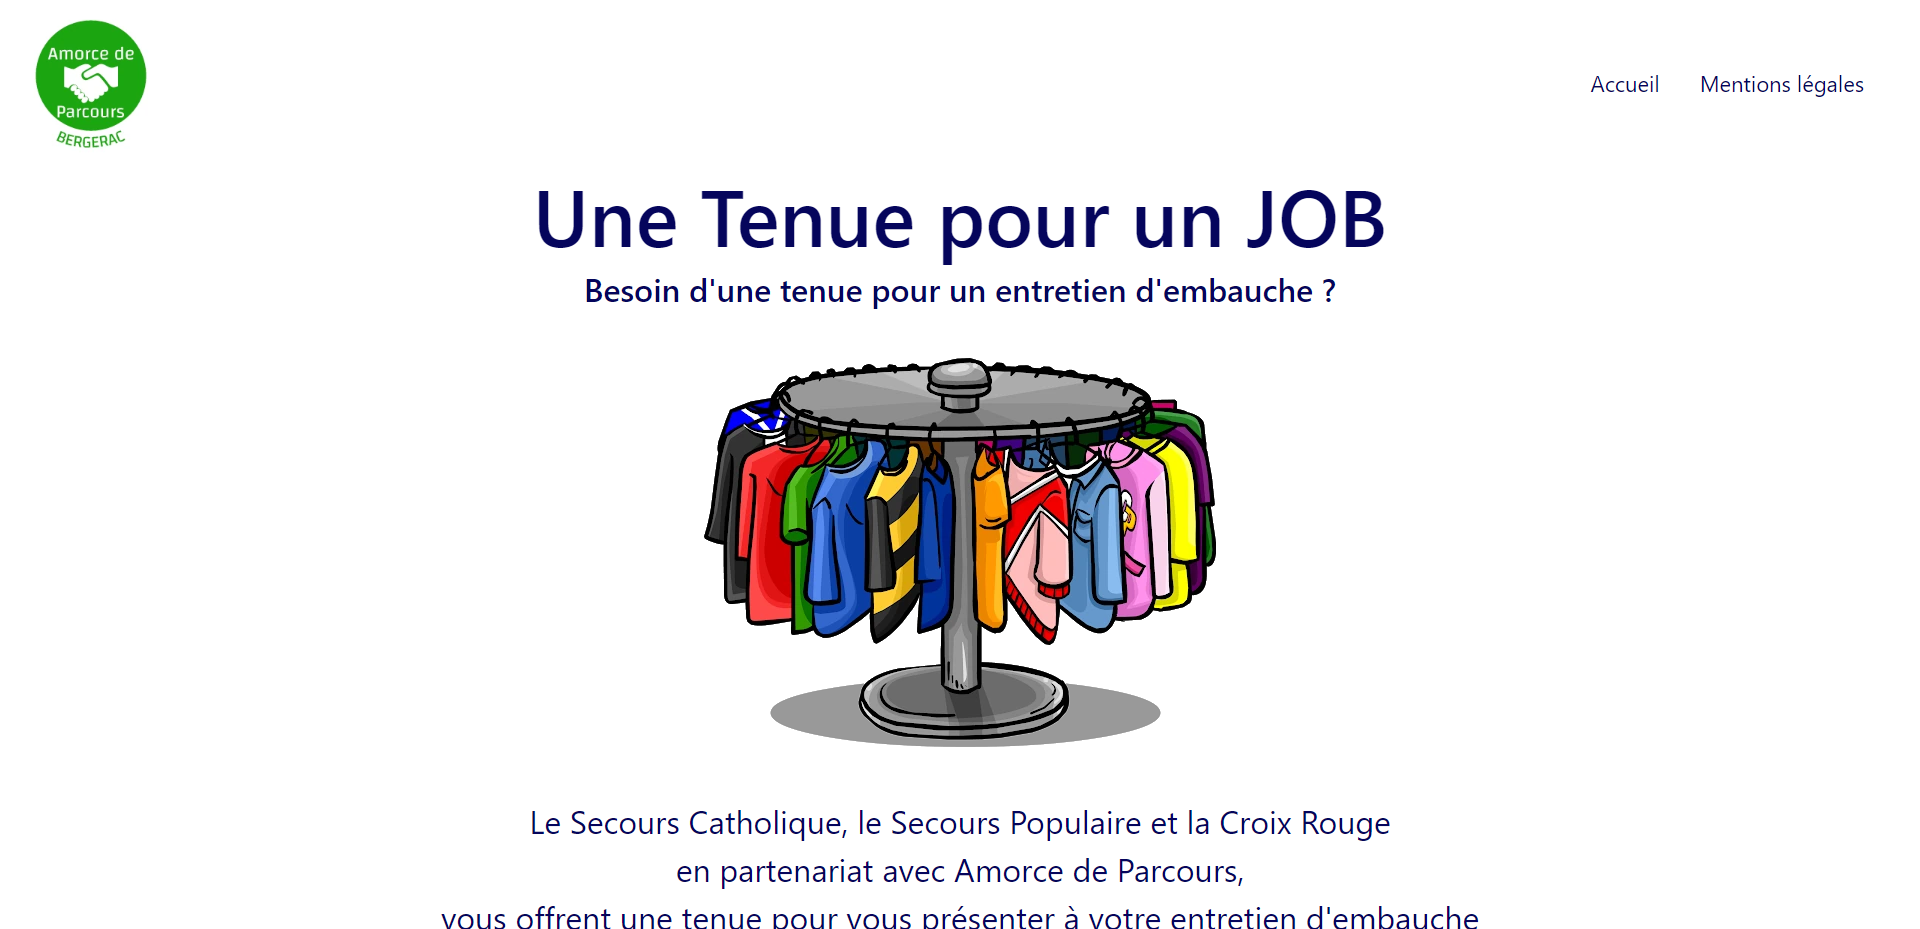 Amorce de
Parcours
BERGERAC
Accueil
Mentions légales
Une Tenue pour un JOB
Besoin d'une tenue pour un entretien d'embauche ?
Le Secours Catholique, le Secours Populaire et la Croix Rouge
en partenariat avec Amorce de Parcours,
vous offrent une tenue pour vous présenter à votre entretien d'embauche